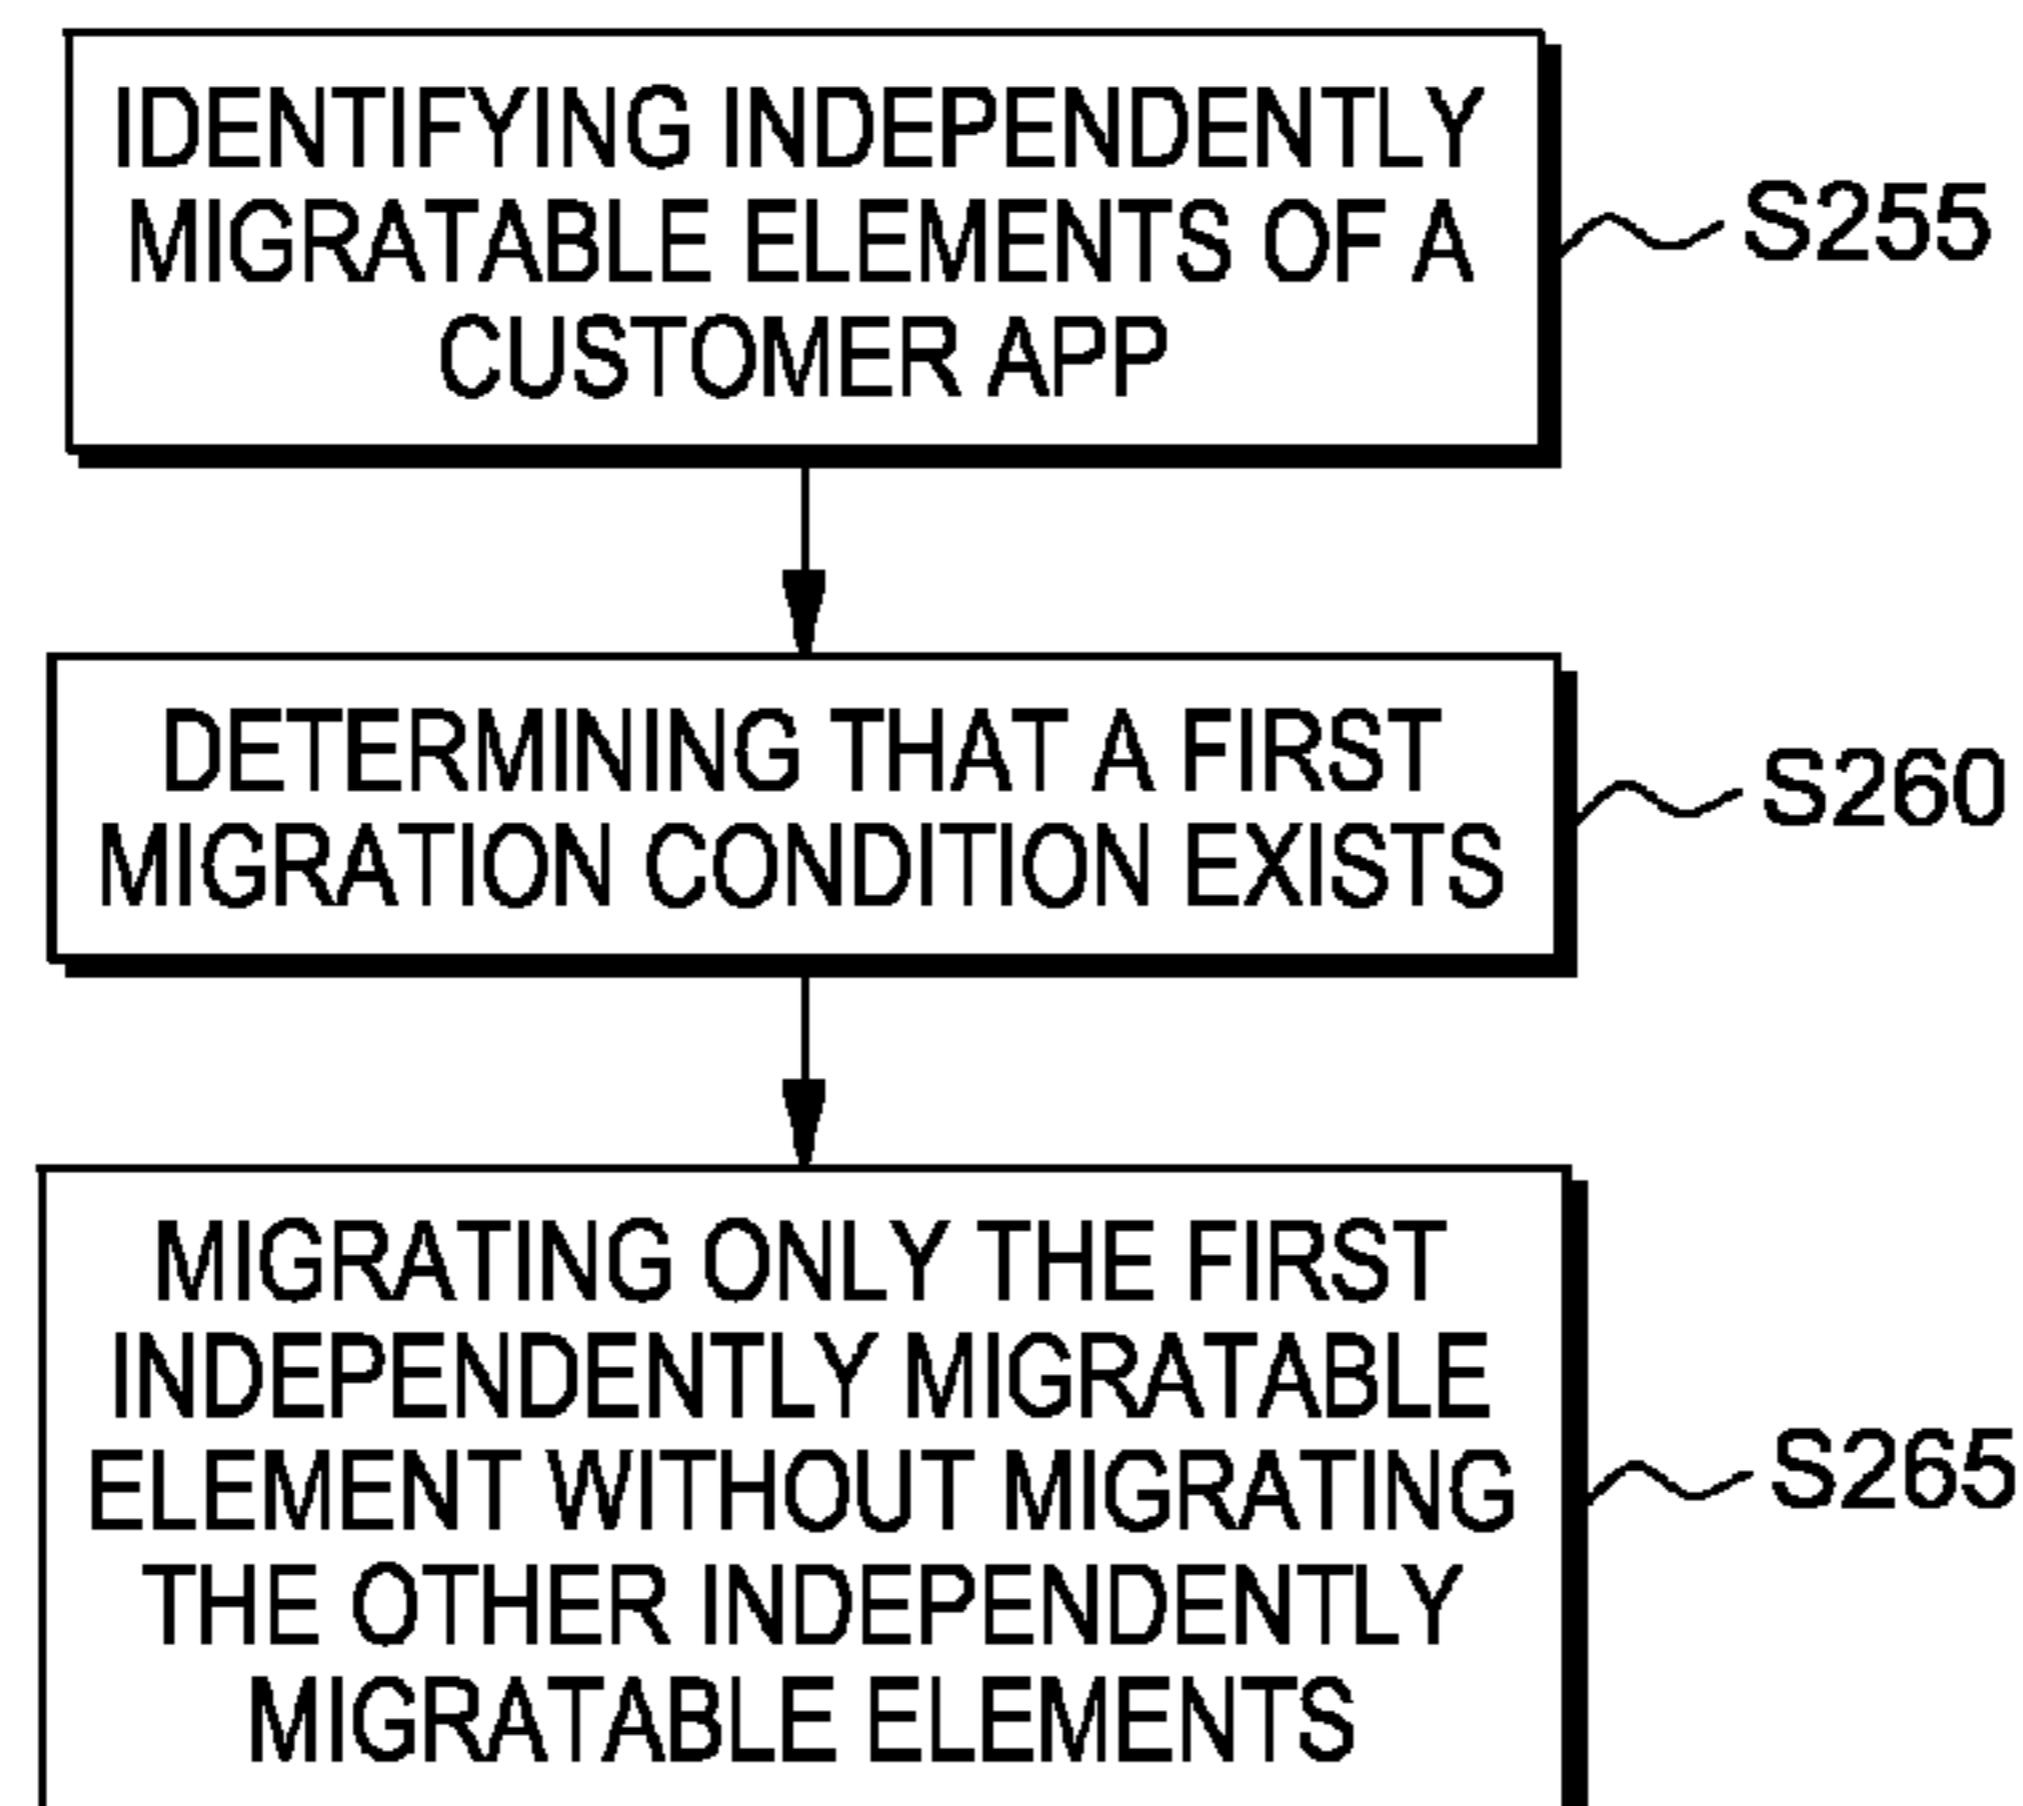 IDENTIFYING INDEPENDENTLY
MIGRATABLE ELEMENTS OF A
CUSTOMER APP
S255
DETERMINING THAT A FIRST
MIGRATION CONDITION EXISTS
S260
MIGRATING ONLY THE FIRST
INDEPENDENTLY MIGRATABLE
ELEMENT WITHOUT MIGRATING
THE OTHER INDEPENDENTLY
MIGRATABLE ELEMENTS
S265